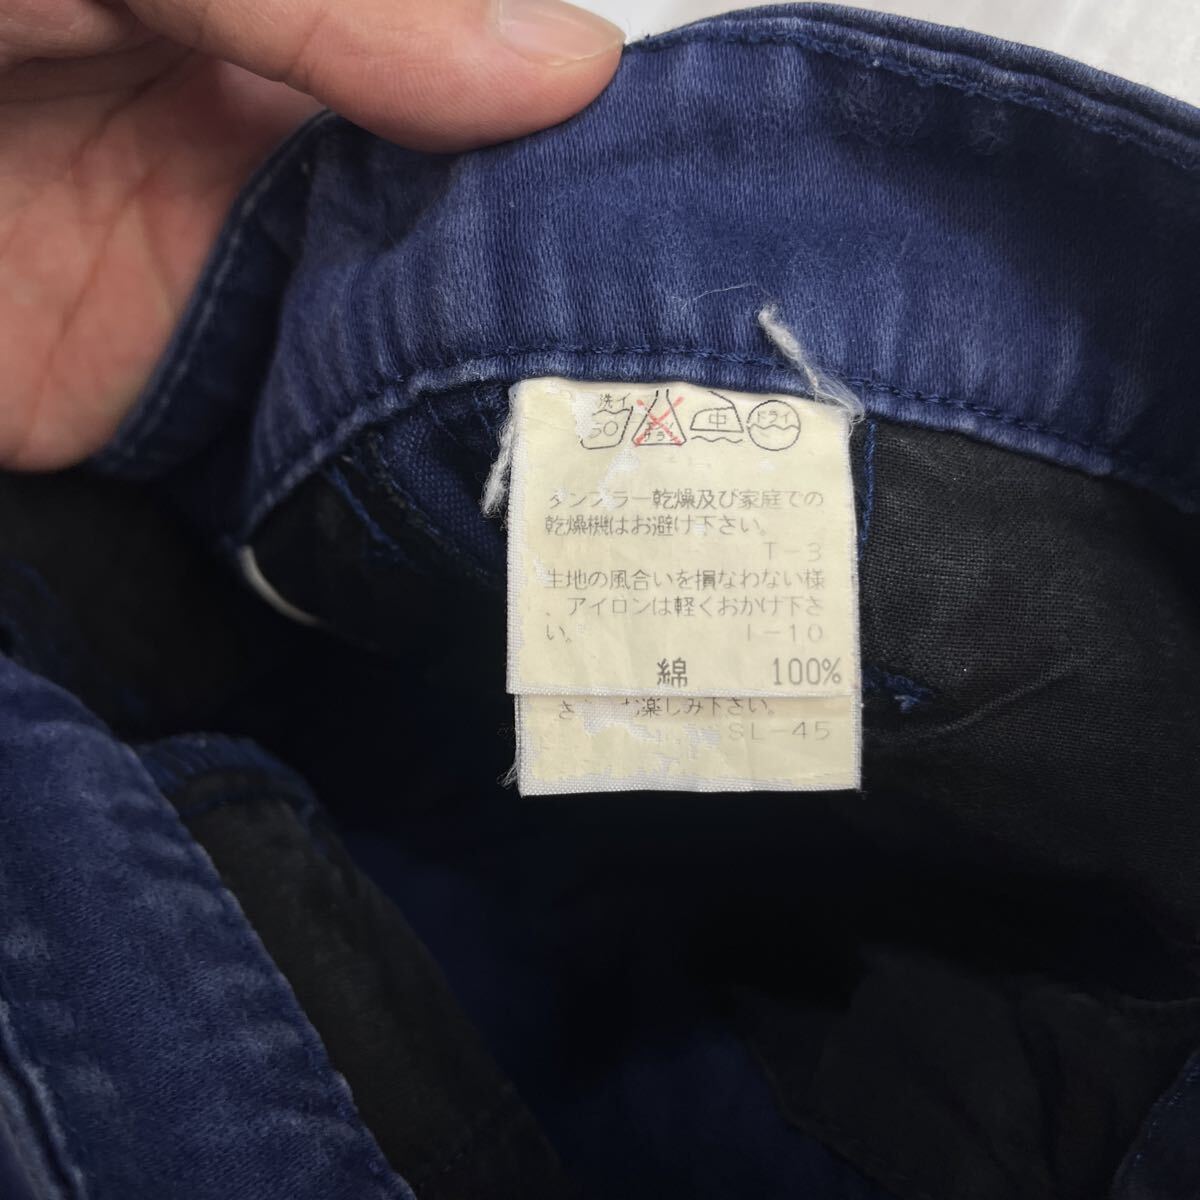 洗イ
中 ドライ
タンブラー乾燥及び家庭での
乾燥機はお避け下さい。
T-3
生地の風合いを損なわない様
、アイロンは軽くおかけ下さ
い。 I-10
綿 100%
お楽しみ下さい。
SL-45